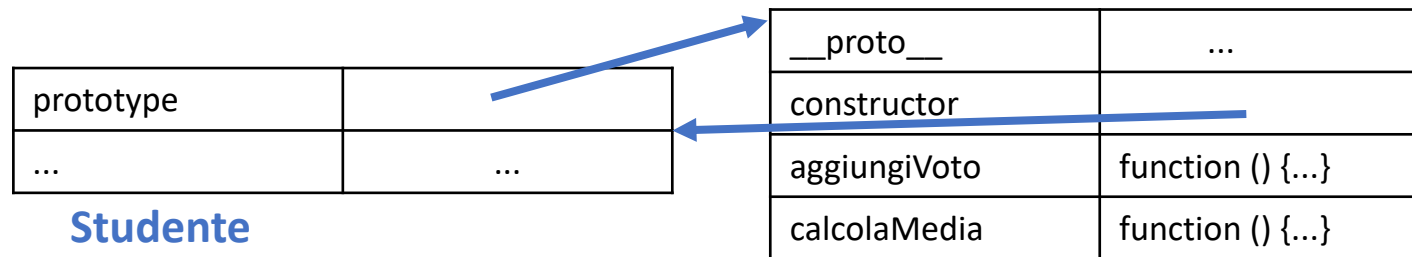 prototype
... ...
Studente
__proto__ ...
constructor
aggiungiVoto function () {...}
calcolaMedia function () {...}